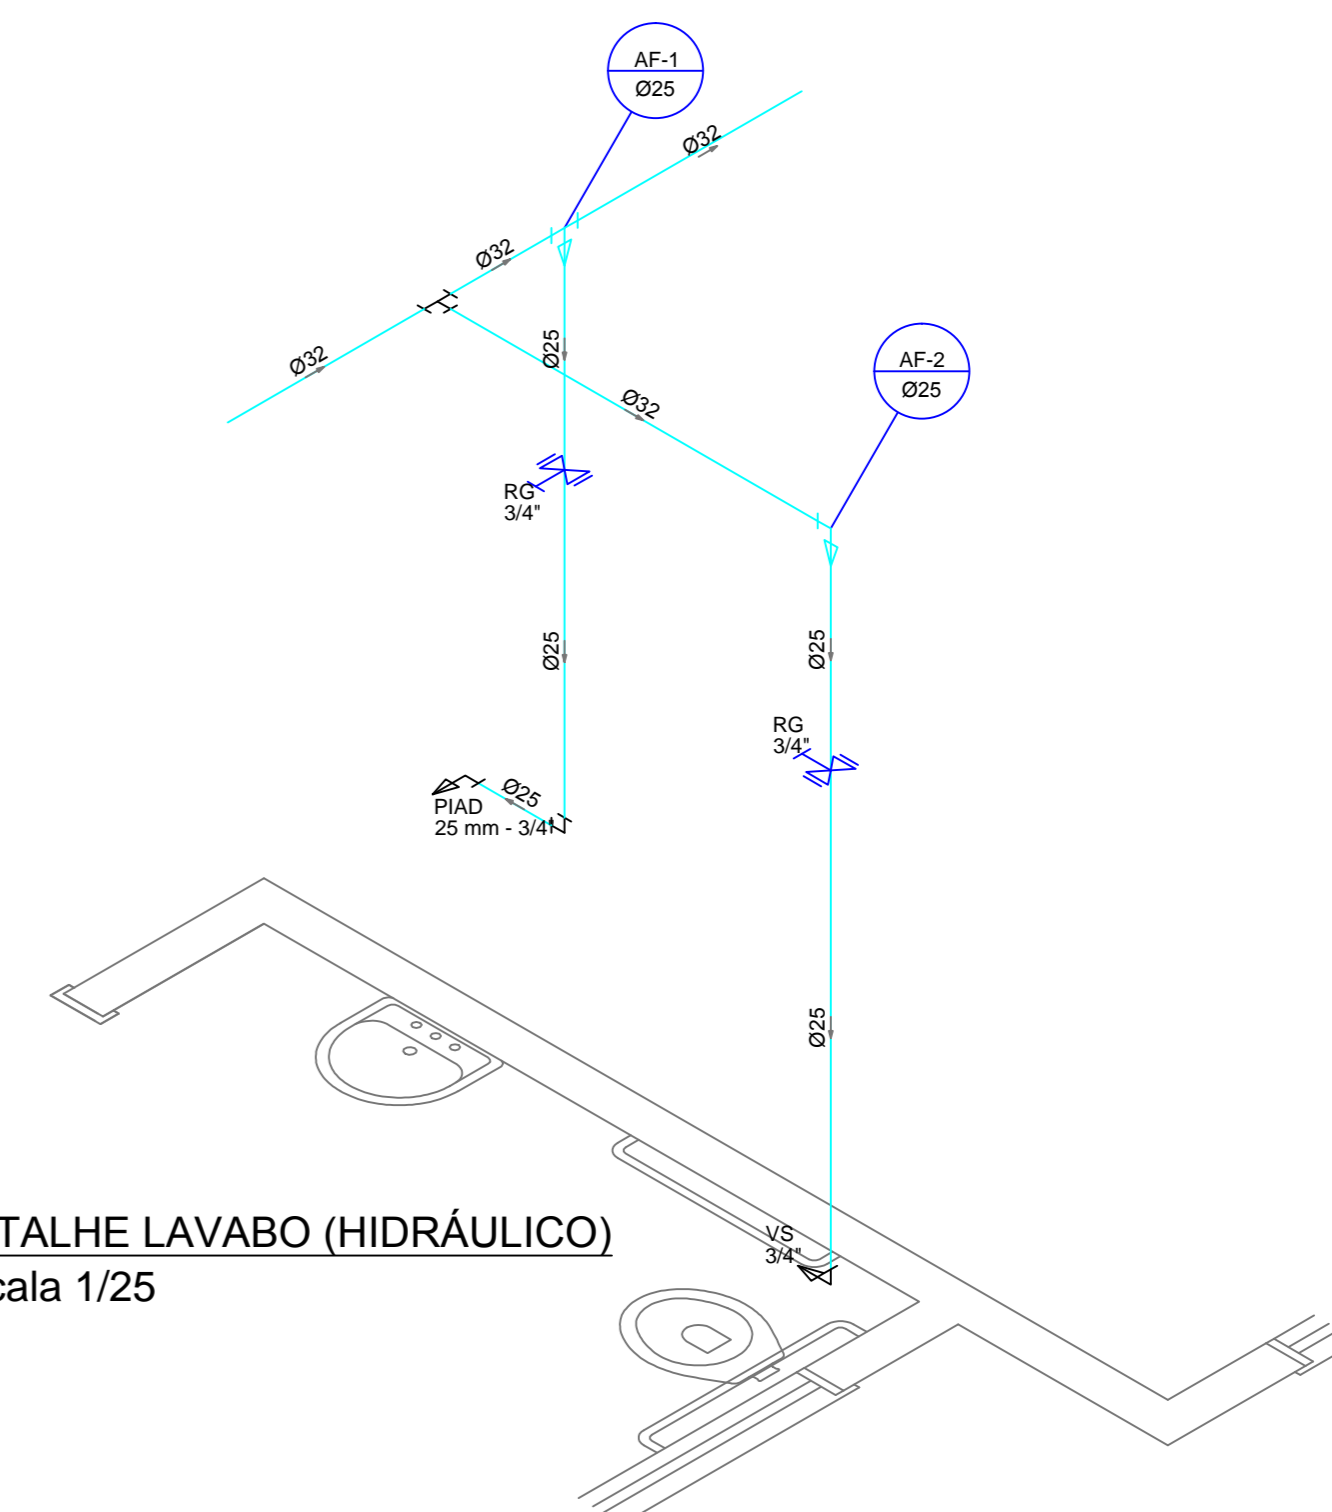 AF-1
Ø25
Ø32
Ø32
Ø32
Ø25
AF-2
Ø25
Ø32
RG
3/4"
Ø25
Ø25
RG
3/4"
Ø25
PIAD
25 mm - 3/4"
Ø25
VS
3/4"
TALHE LAVABO (HIDRÁULICO)
cala 1/25